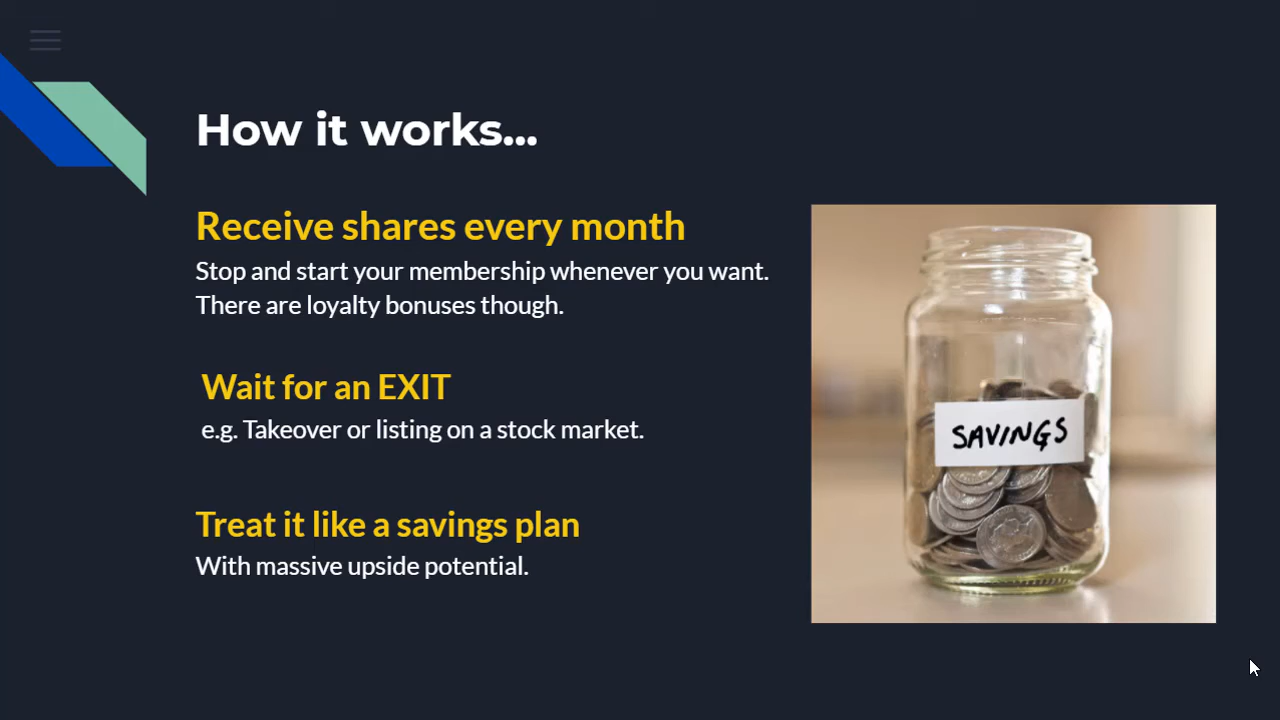 How it works...
Receive shares every month
Stop and start your membership whenever you want.
There are loyalty bonuses though.
Wait for an EXIT
e.g. Takeover or listing on a stock market.
SAVINGS
Treat it like a savings plan
With massive upside potential.